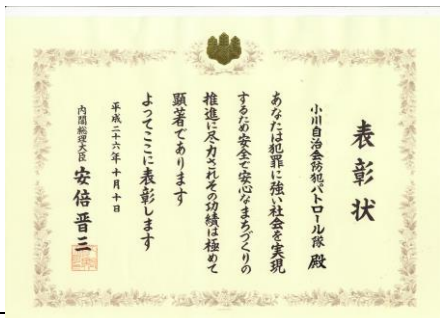 表彰状
小川自治会防犯パトロール隊 殿
あなたは犯罪に強い社会を実現
するため安全で安心なまちづくりの
推進に尽力されその功績は極めて
顕著であります
よってここに表彰します
平成二十六年十月十日
内閣総理大臣 安倍晋三